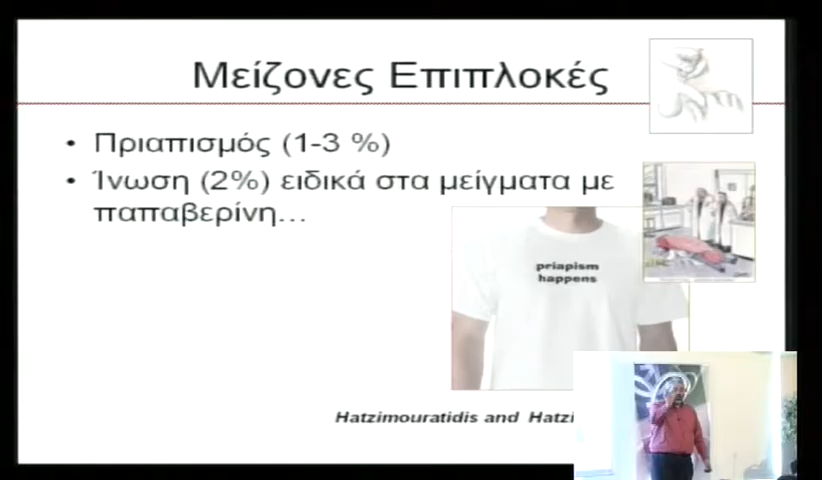 Μείζονες Επιπλοκές
• Πριαπισμός (1-3 %)
• Ίνωση (2%) ειδικά στα μείγματα με
παπαβερίνη...
priapism
happens
Hatzimouratidis and